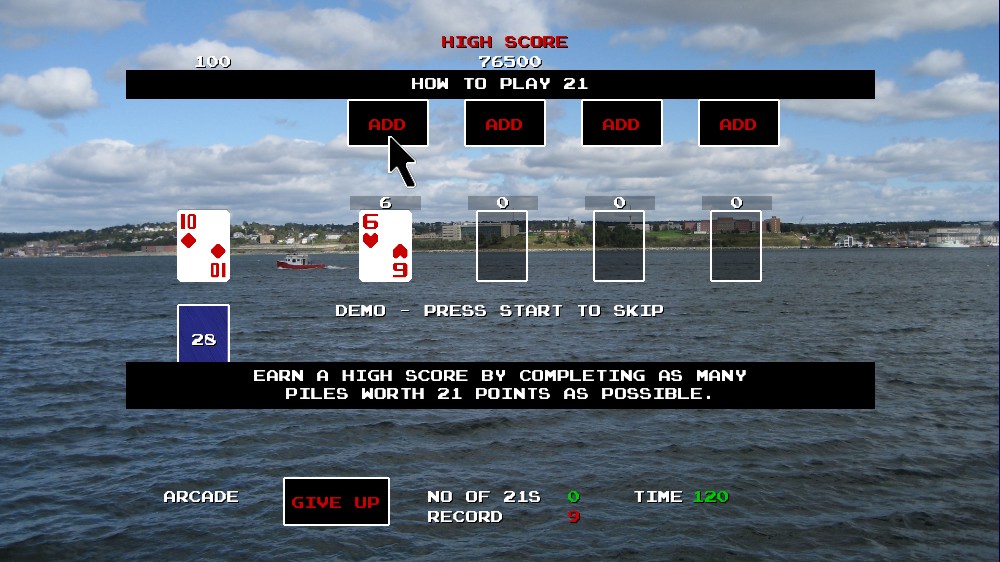 HIGH SCORE
100 76500
HOW TO PLAY 21
ADD ADD ADD ADD
6 0 0 0
10 6
10 6
DEMO - PRESS START TO SKIP
28
EARN A HIGH SCORE BY COMPLETING AS MANY
PILES WORTH 21 POINTS AS POSSIBLE.
ARCADE GIVE UP NO OF 21S 0 TIME 120
RECORD 9